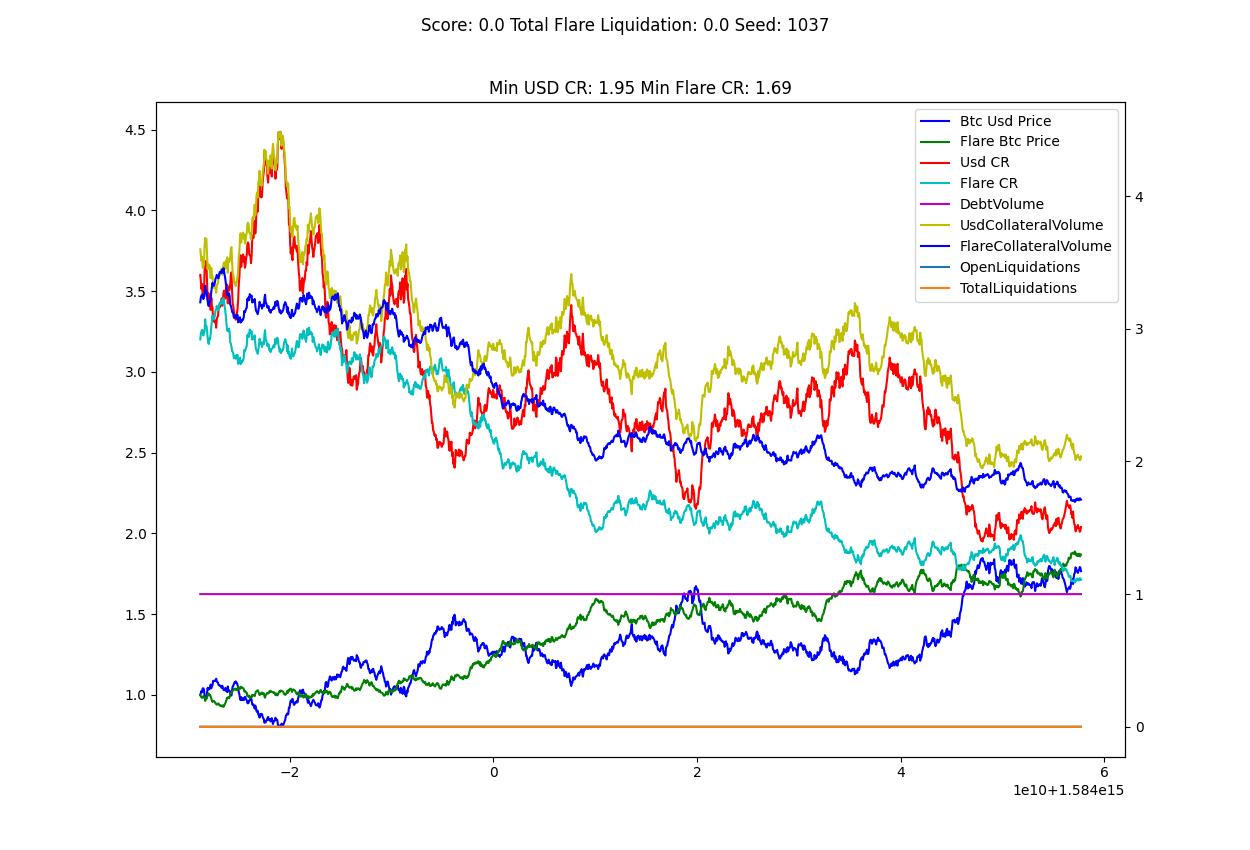 Score: 0.0 Total Flare Liquidation: 0.0 Seed: 1037
Min USD CR: 1.95 Min Flare CR: 1.69
Btc Usd Price
Flare Btc Price
Usd CR
Flare CR
DebtVolume
UsdCollateralVolume
FlareCollateralVolume
OpenLiquidations
TotalLiquidations
4.5
4.0
3.5
3.0
2.5
2.0
1.5
1.0
4
3
2
1
0
−2
0
2
4
6
1e10+1.584e15